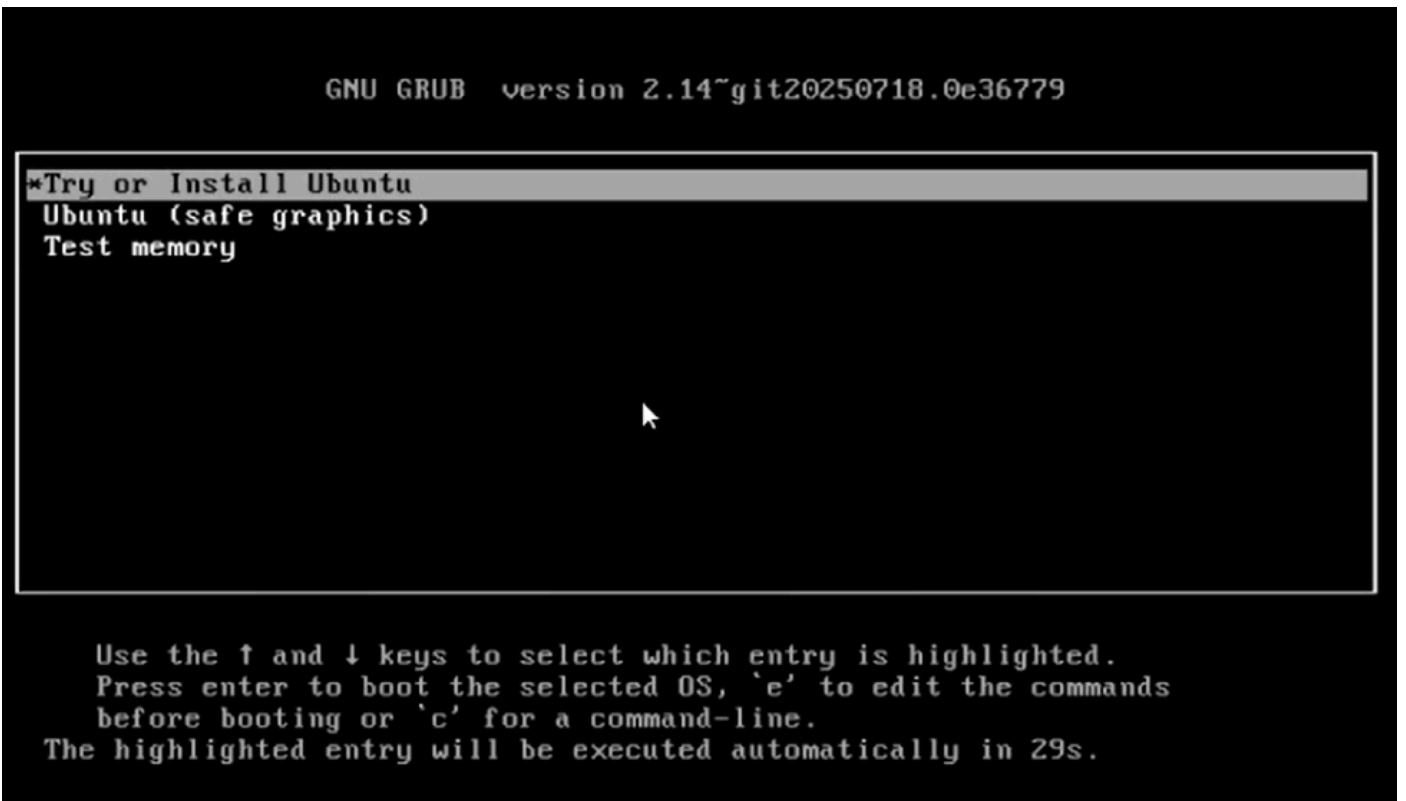 GNU GRUB  version 2.14~git20250718.0e36779
*Try or Install Ubuntu
Ubuntu (safe graphics)
Test memory
Use the ↑ and ↓ keys to select which entry is highlighted.
Press enter to boot the selected OS, `e' to edit the commands
before booting or `c' for a command-line.
The highlighted entry will be executed automatically in 29s.